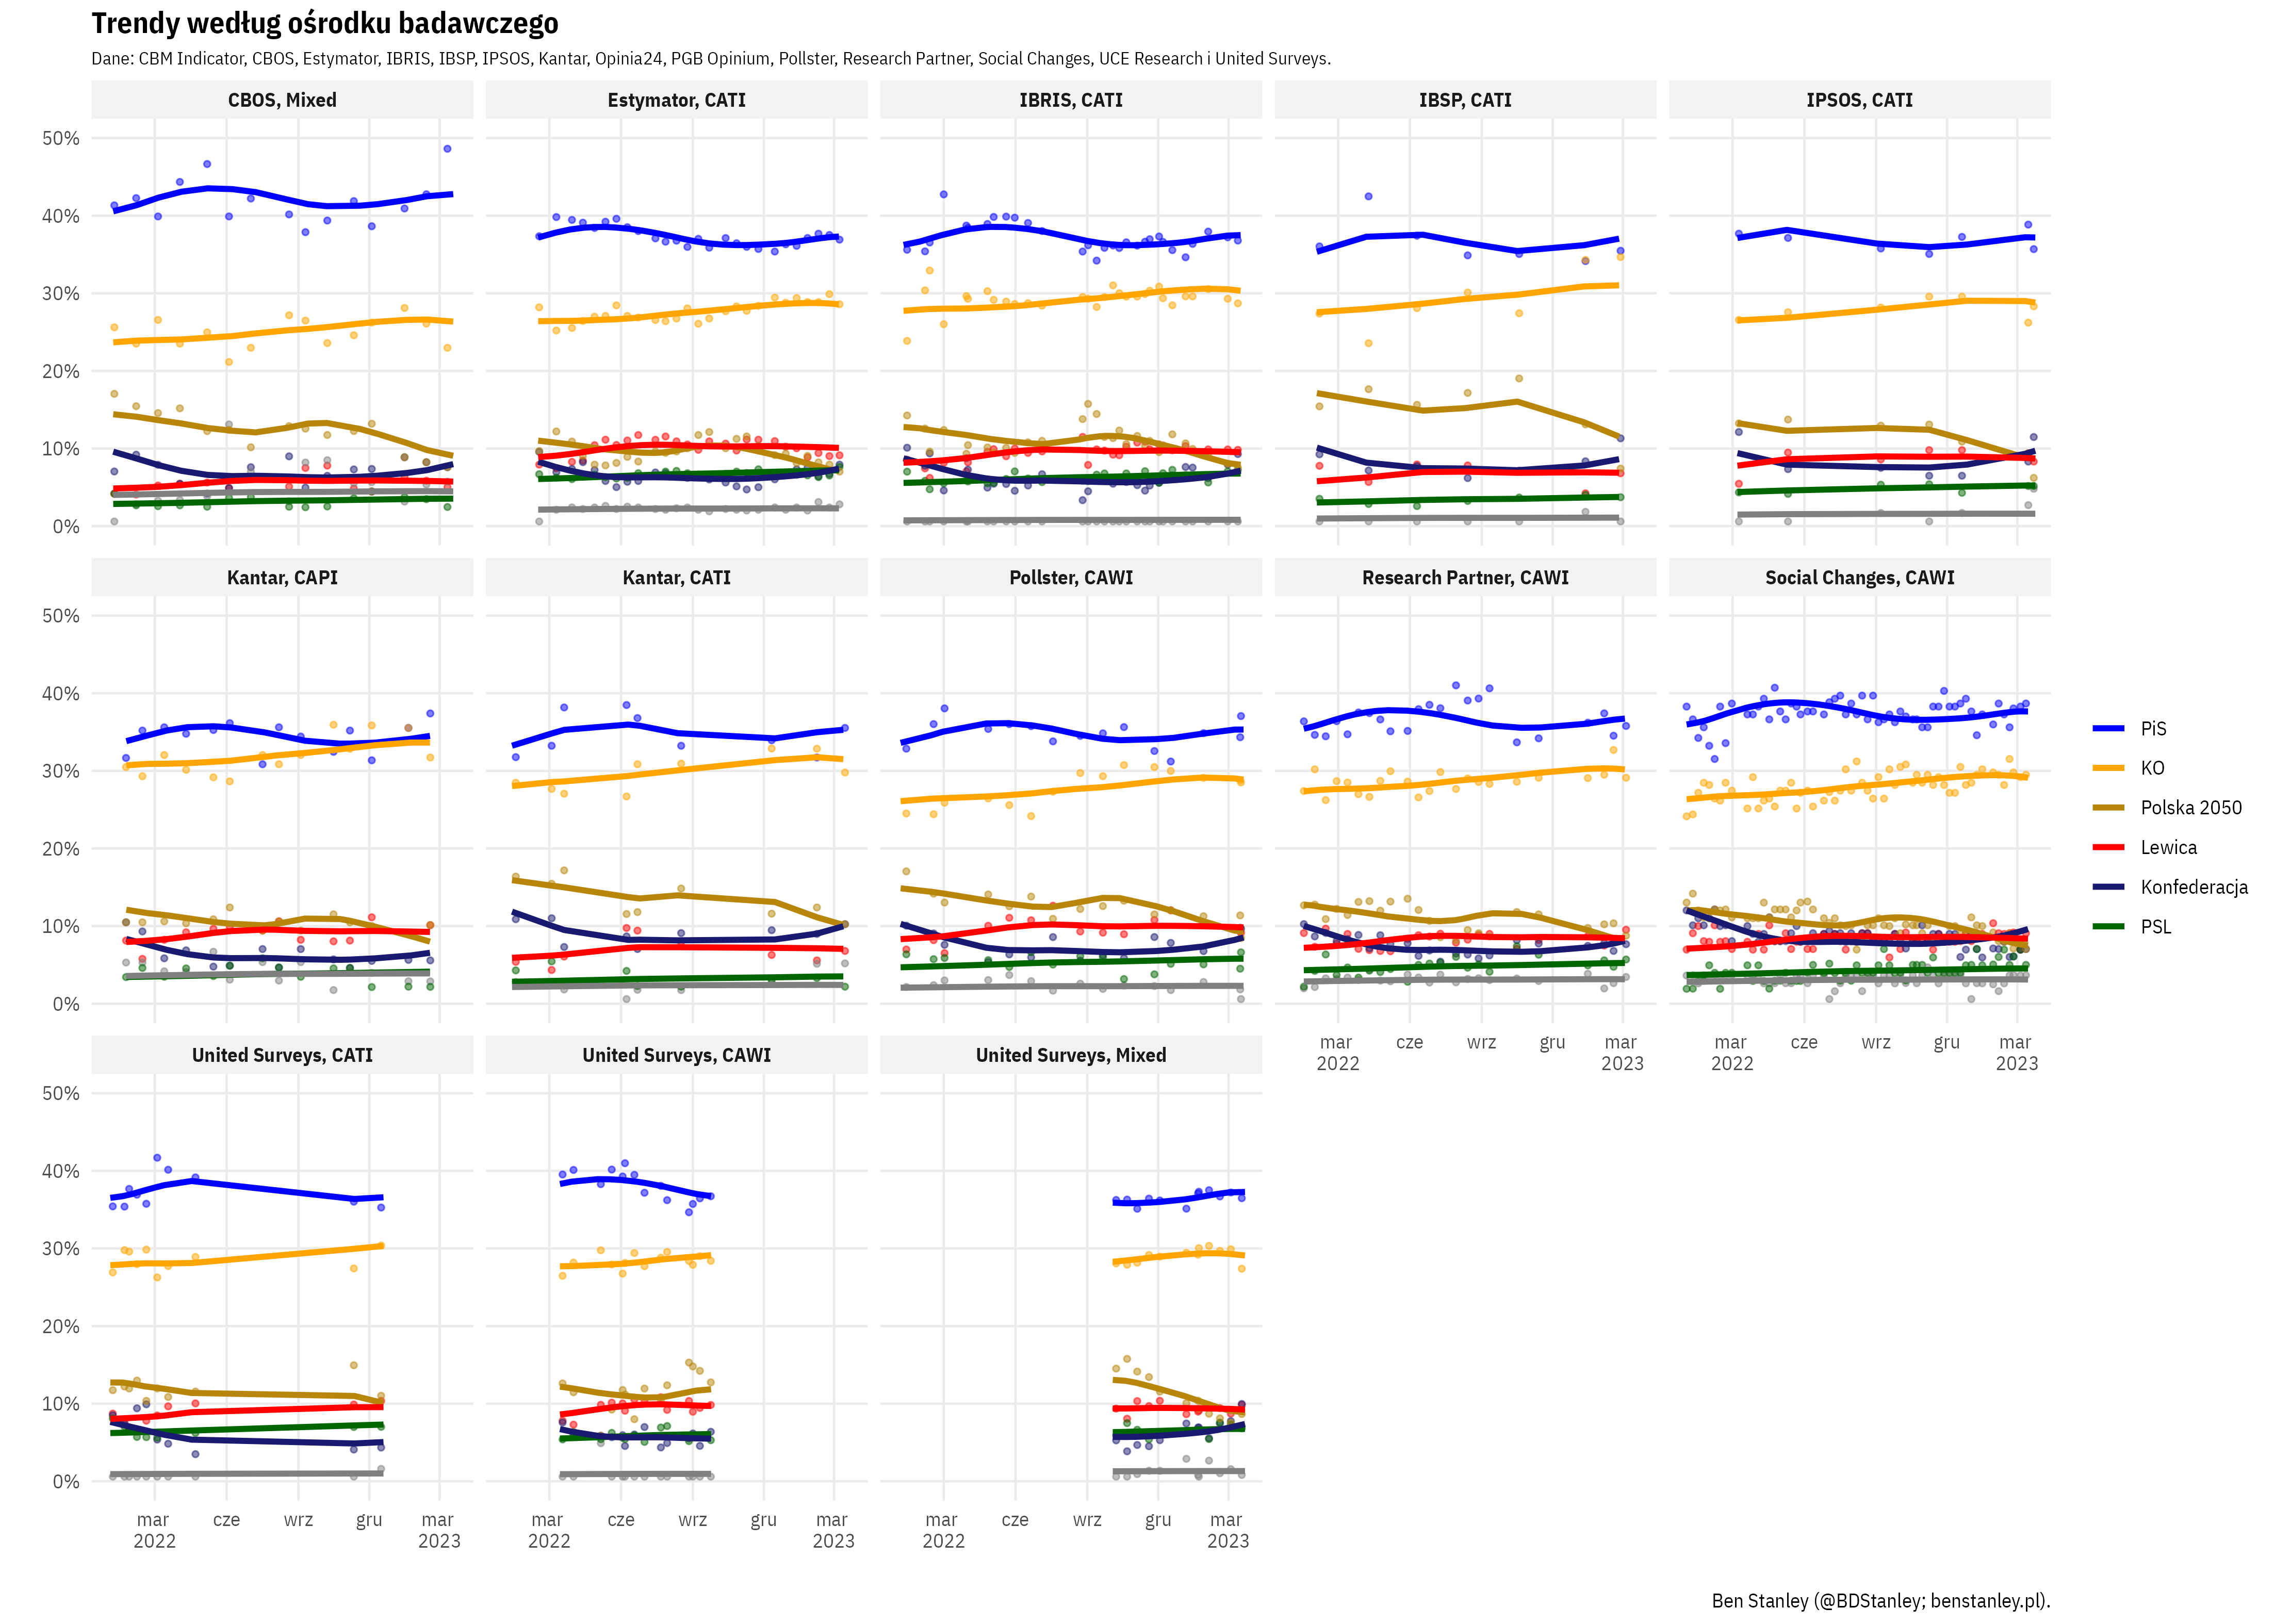 Trendy według ośrodku badawczego
Dane: CBM Indicator, CBOS, Estymator, IBRIS, IBSP, IPSOS, Kantar, Opinia24, PGB Opinium, Pollster, Research Partner, Social Changes, UCE Research i United Surveys.
CBOS, Mixed
Estymator, CATI
IBRIS, CATI
IBSP, CATI
IPSOS, CATI
50%
40%
30%
20%
10%
0%
Kantar, CAPI
Kantar, CATI
Pollster, CAWI
Research Partner, CAWI
Social Changes, CAWI
50%
40%
30%
20%
10%
0%
mar cze wrz gru mar
2022 2023
mar cze wrz gru mar
2022 2023
United Surveys, CATI
United Surveys, CAWI
United Surveys, Mixed
50%
40%
30%
20%
10%
0%
mar cze wrz gru mar
2022 2023
mar cze wrz gru mar
2022 2023
mar cze wrz gru mar
2022 2023
PiS
KO
Polska 2050
Lewica
Konfederacja
PSL
Ben Stanley (@BDStanley; benstanley.pl).